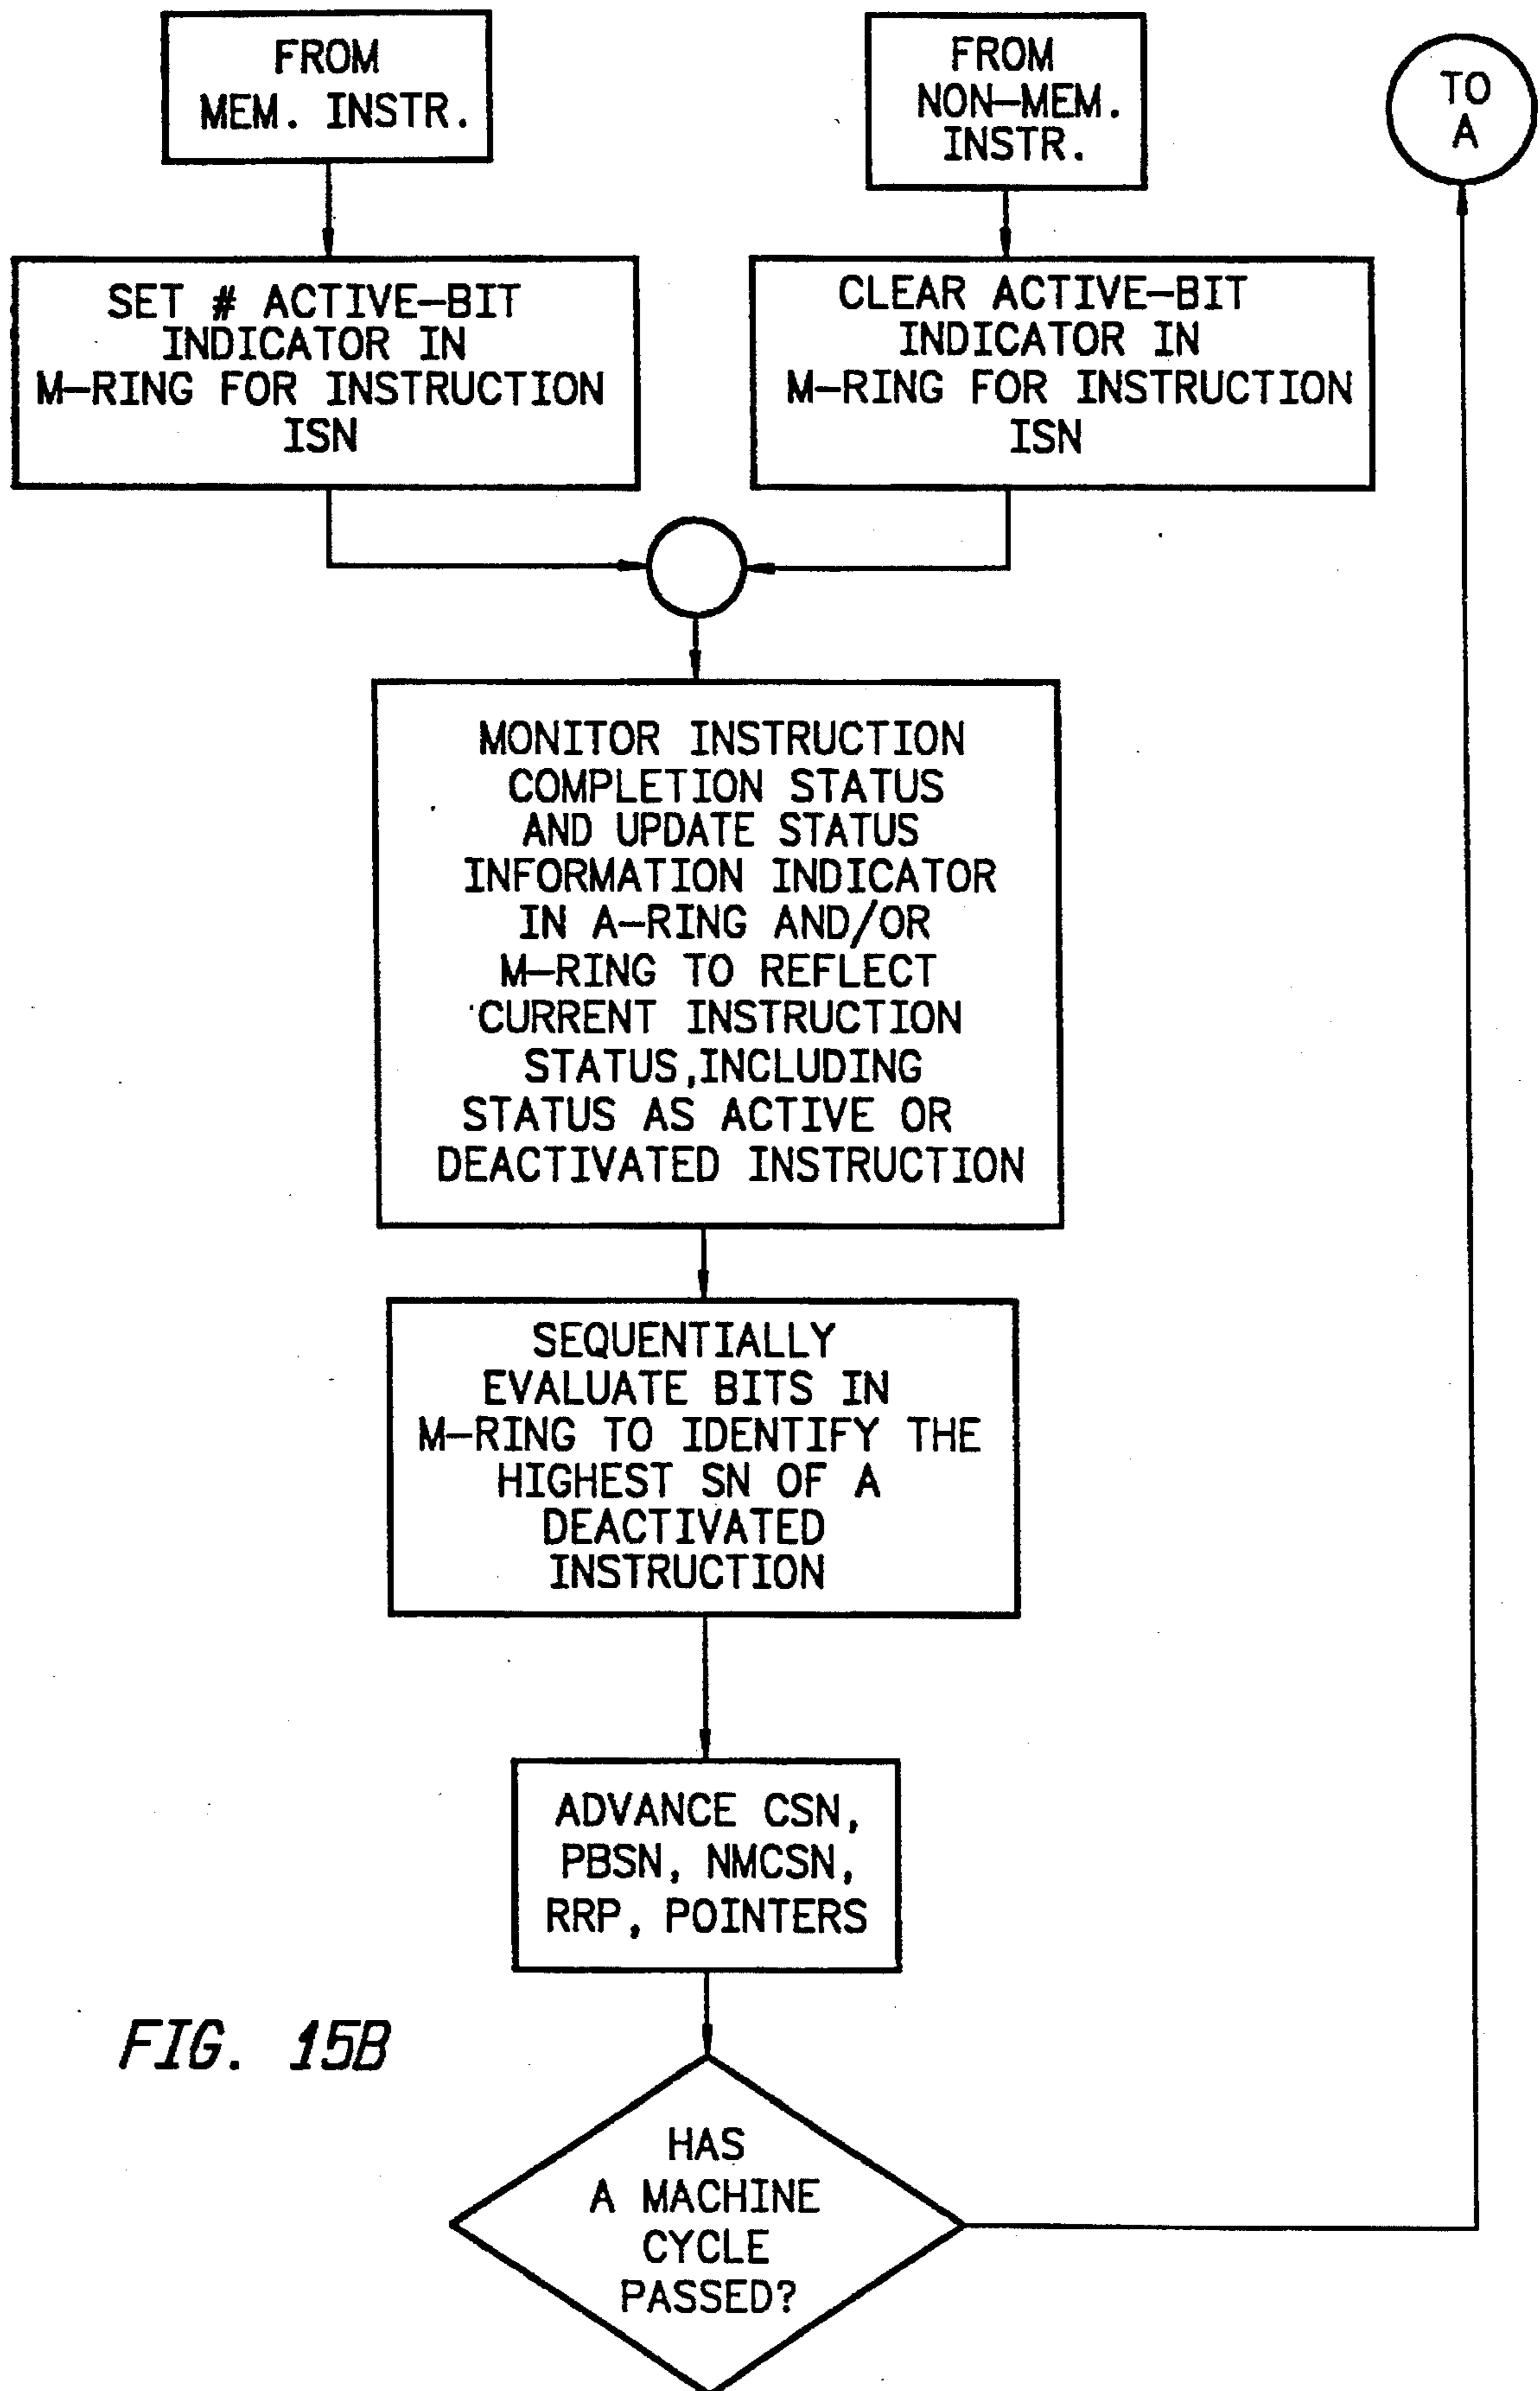 FROM
MEM. INSTR.
FROM
NON-MEM.
INSTR.
TO
A
SET # ACTIVE-BIT
INDICATOR IN
M-RING FOR INSTRUCTION
ISN
CLEAR ACTIVE-BIT
INDICATOR IN
M-RING FOR INSTRUCTION
ISN
MONITOR INSTRUCTION
COMPLETION STATUS
AND UPDATE STATUS
INFORMATION INDICATOR
IN A-RING AND/OR
M-RING TO REFLECT
CURRENT INSTRUCTION
STATUS,INCLUDING
STATUS AS ACTIVE OR
DEACTIVATED INSTRUCTION
SEQUENTIALLY
EVALUATE BITS IN
M-RING TO IDENTIFY THE
HIGHEST SN OF A
DEACTIVATED
INSTRUCTION
ADVANCE CSN,
PBSN, NMCSN,
RRP, POINTERS
FIG. 15B
HAS
A MACHINE
CYCLE
PASSED?